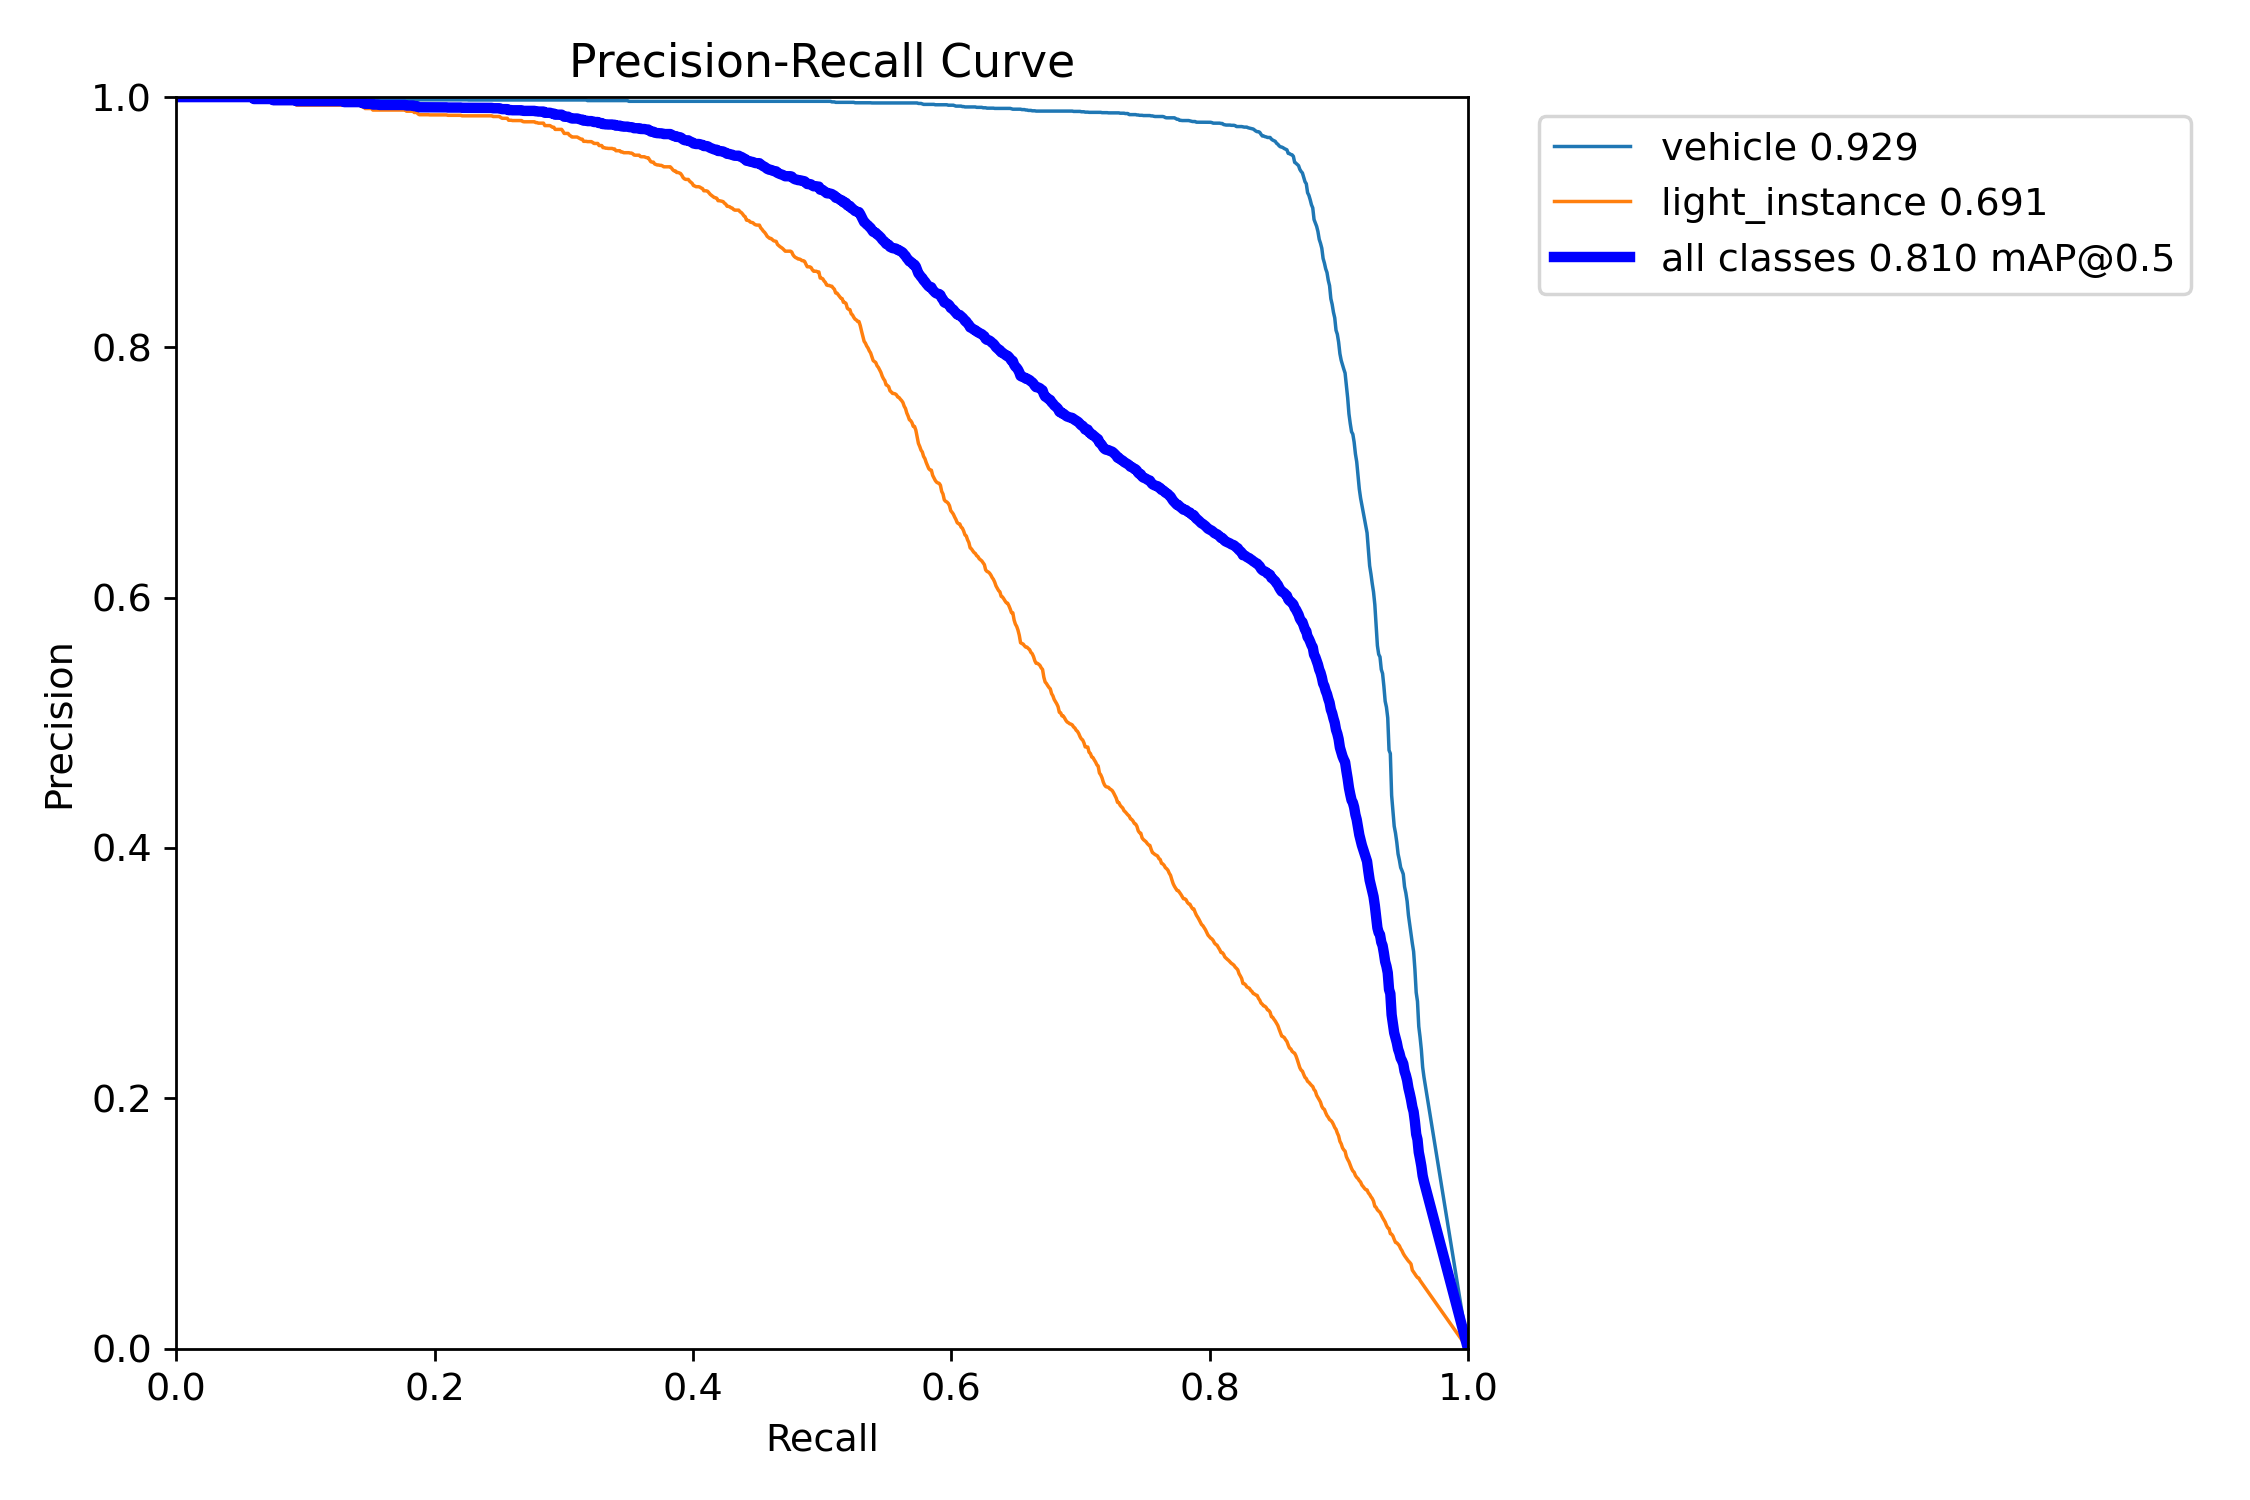 Precision-Recall Curve
1.0
0.8
0.6
0.4
0.2
0.0
Precision
0.0 0.2 0.4 0.6 0.8 1.0
Recall
vehicle 0.929
light_instance 0.691
all classes 0.810 mAP@0.5